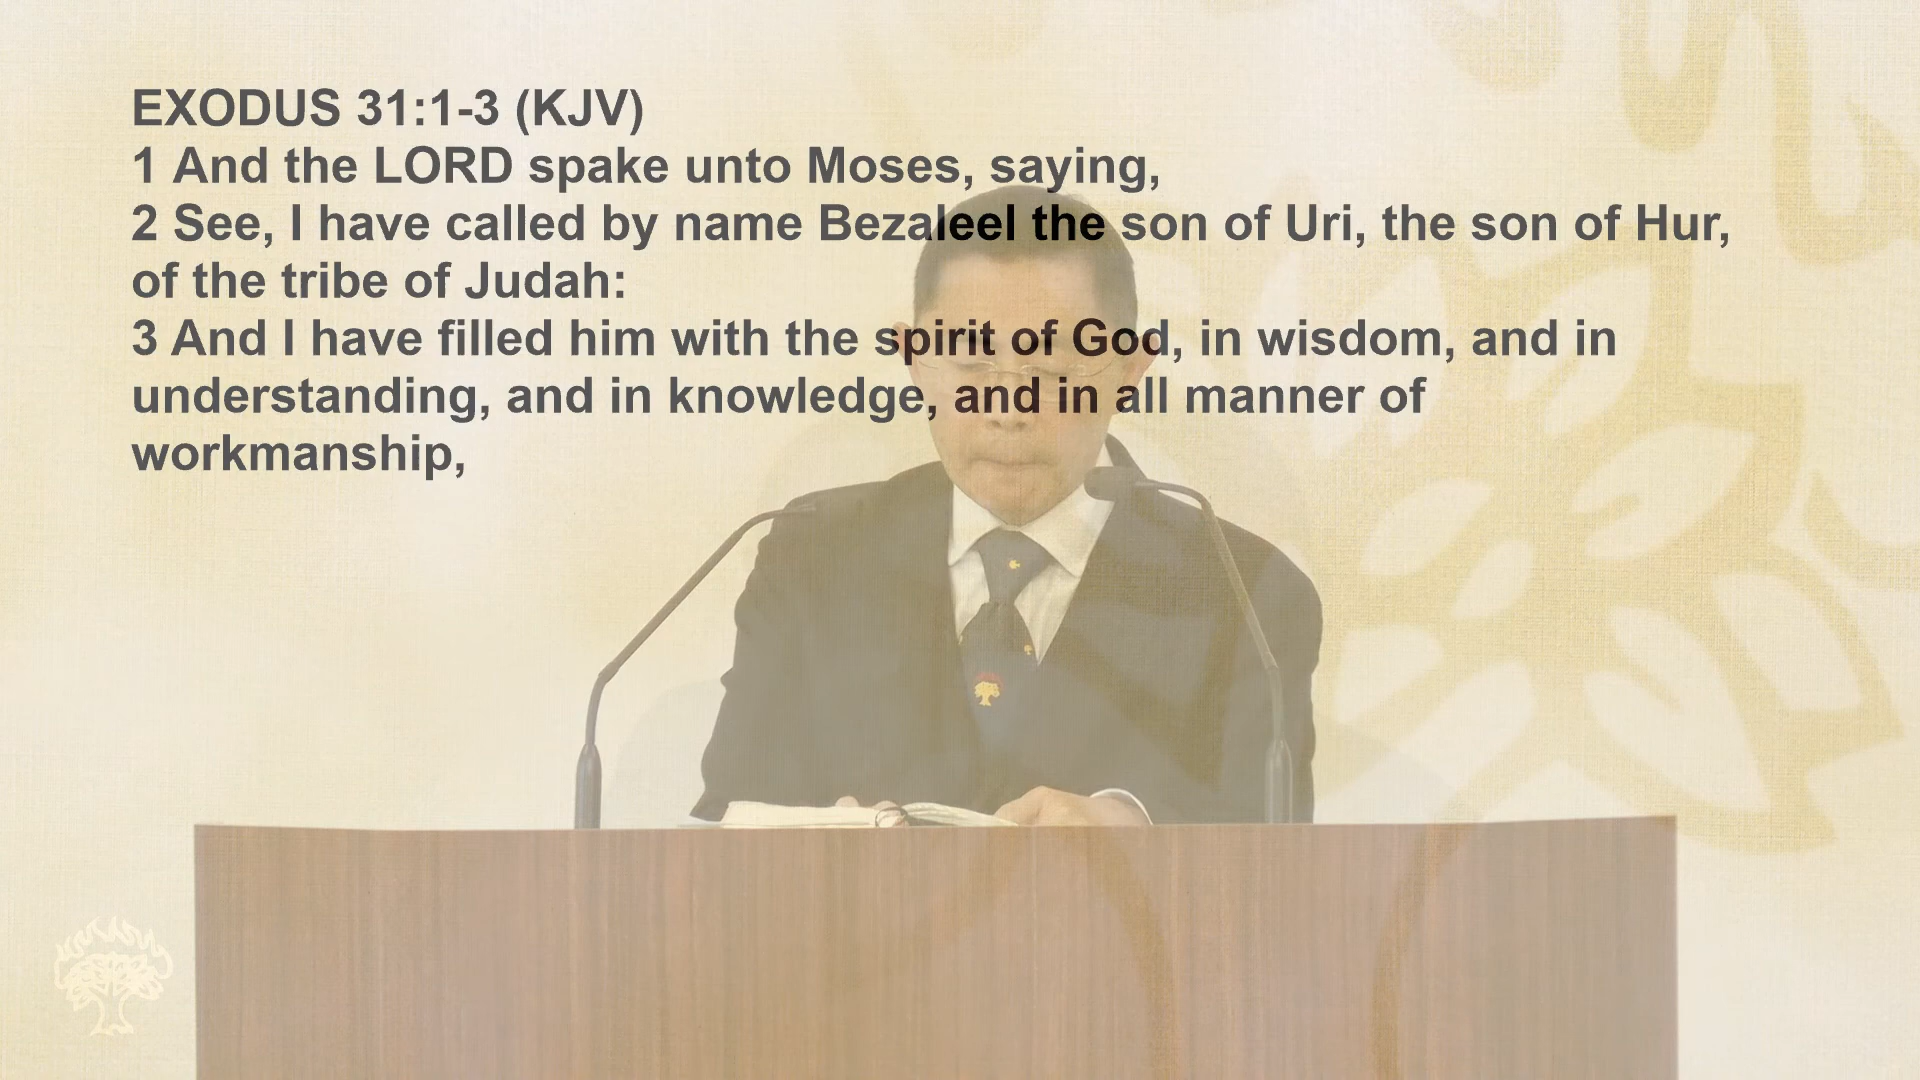 EXODUS 31:1-3 (KJV)
1 And the LORD spake unto Moses, saying,
2 See, I have called by name Bezaleel the son of Uri, the son of Hur,
of the tribe of Judah:
3 And I have filled him with the spirit of God, in wisdom, and in
understanding, and in knowledge, and in all manner of
workmanship,